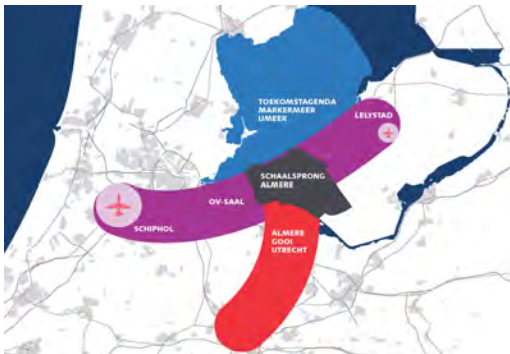 TOEKOMSTAGENDA
MARKERMEER
IJMEER
LELYSTAD
SCHAALSPRONG
ALMERE
OV-SAAL
SCHIPHOL
ALMERE
GOOI
UTRECHT